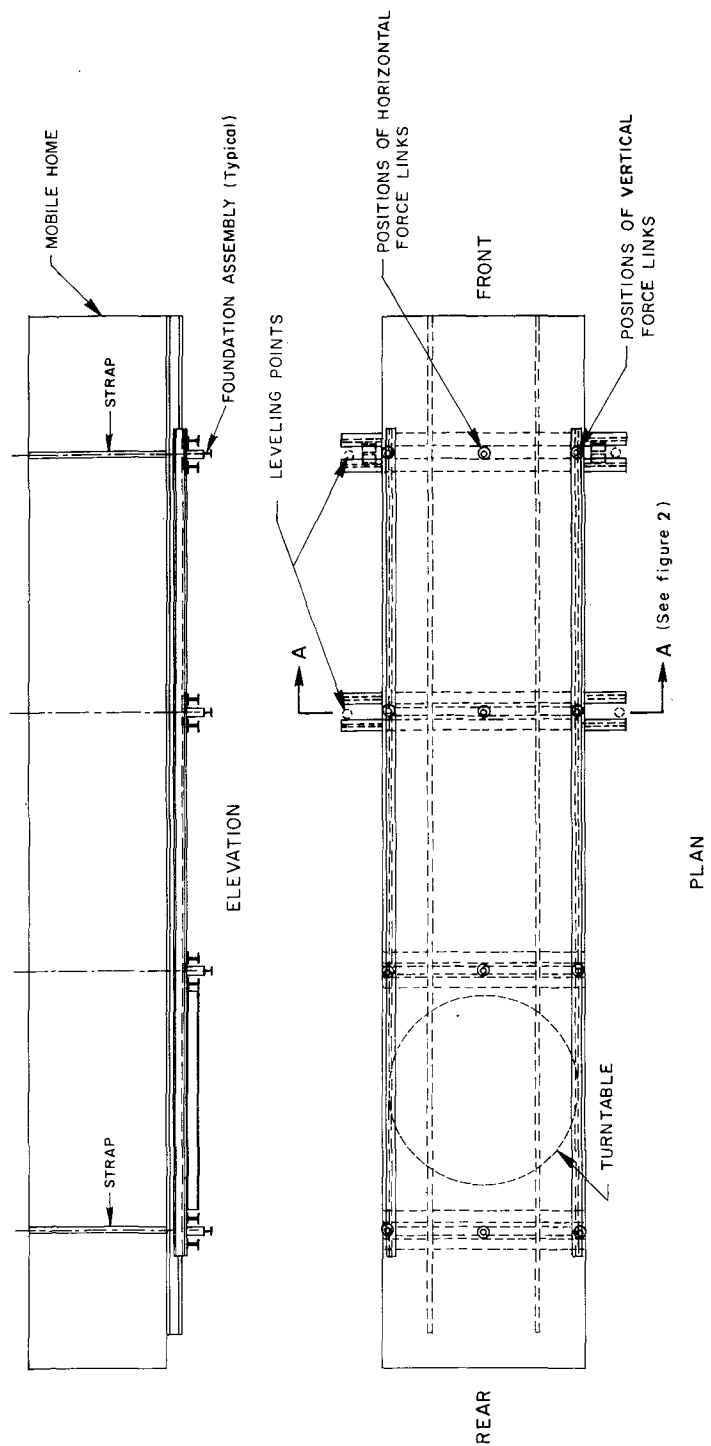 MOBILE HOME
STRAP
STRAP
FOUNDATION ASSEMBLY (Typical)
ELEVATION
LEVELING POINTS
A
POSITIONS OF HORIZONTAL
FORCE LINKS
REAR
FRONT
POSITIONS OF VERTICAL
FORCE LINKS
TURNTABLE
A (See figure 2)
PLAN